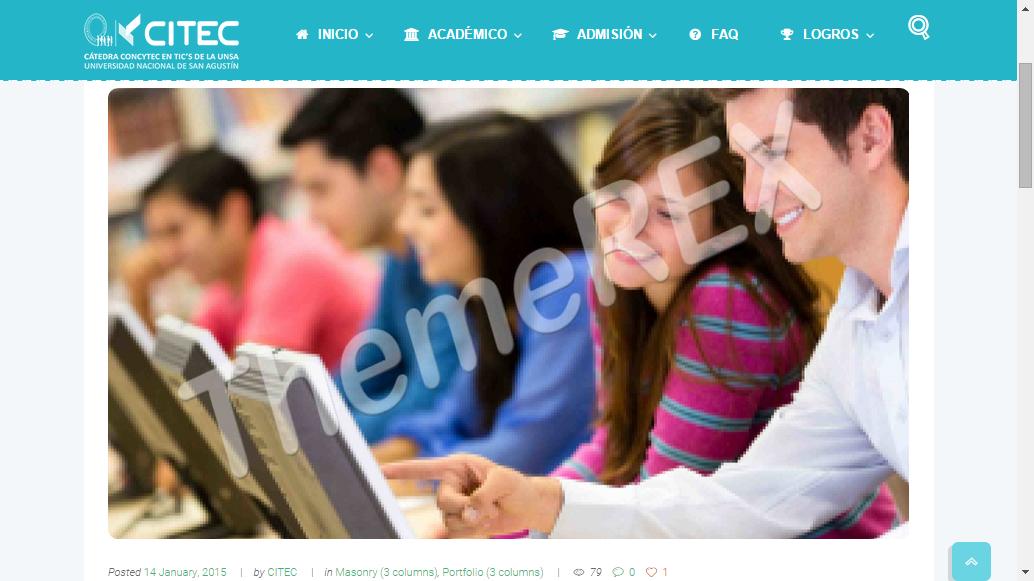 CITEC
CÁTEDRA CONCYTEC EN TIC'S DE LA UNSA
UNIVERSIDAD NACIONAL DE SAN AGUSTÍN
INICIO ACADÉMICO ADMISIÓN FAQ LOGROS
ThemeREX
Posted 14 January, 2015 | by CITEC | in Masonry (3 columns), Portfolio (3 columns) | 79 0 1